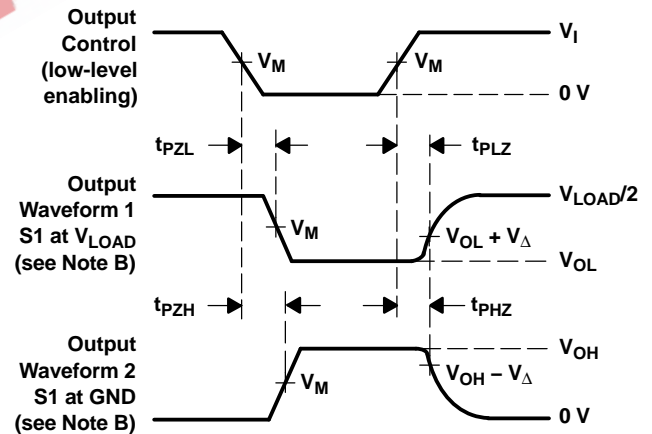 Output
Control
(low-level
enabling)
V_M
V_M
V_I
0 V
t_PZL
t_PLZ
Output
Waveform 1
S1 at V_LOAD
(see Note B)
V_M
V_LOAD/2
V_OL + V_Δ
V_OL
t_PZH
t_PHZ
Output
Waveform 2
S1 at GND
(see Note B)
V_M
V_OH
V_OH − V_Δ
0 V